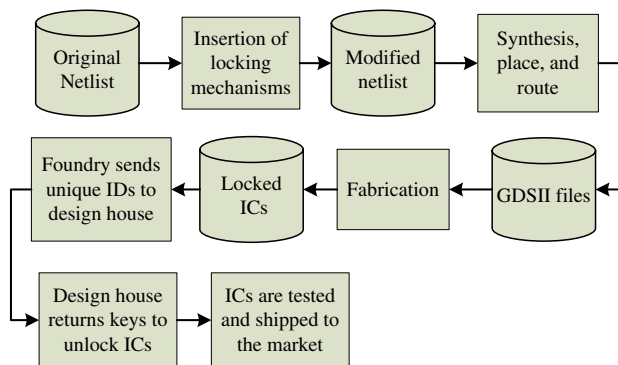 Original
Netlist
Insertion of
locking
mechanisms
Modified
netlist
Synthesis,
place, and
route
Foundry sends
unique IDs to
design house
Locked
ICs
Fabrication
GDSII files
Design house
returns keys to
unlock ICs
ICs are tested
and shipped to
the market